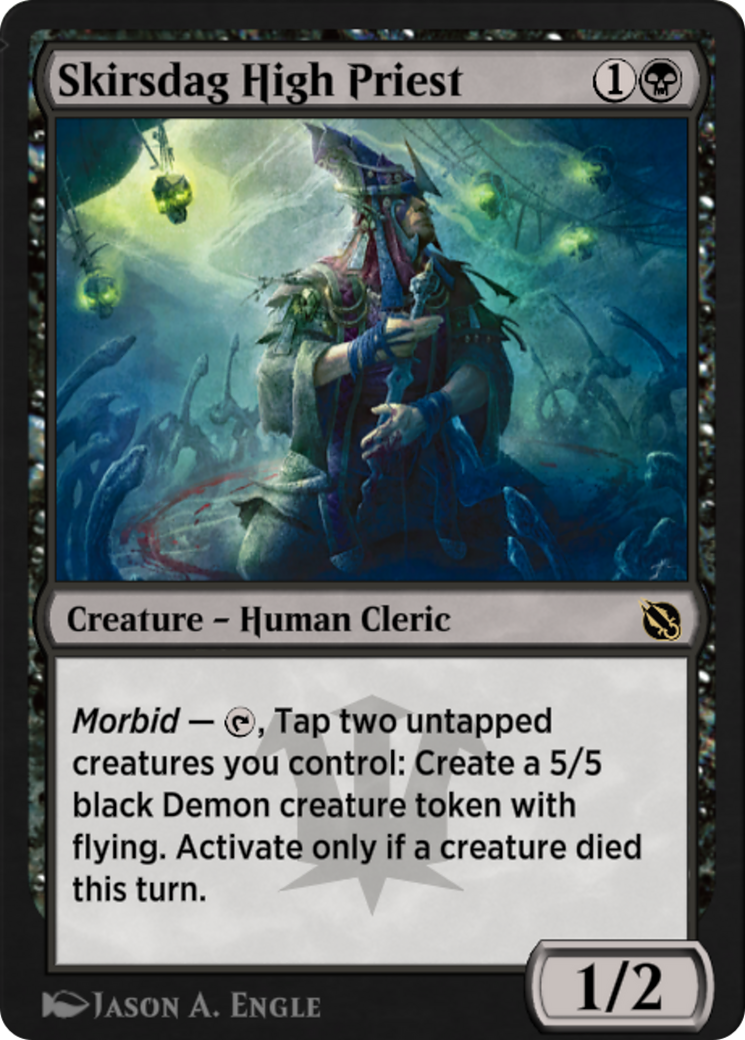 Skirsdag High Priest 1
Creature – Human Cleric
Morbid — , Tap two untapped
creatures you control: Create a 5/5
black Demon creature token with
flying. Activate only if a creature died
this turn.
1/2
Jason A. Engle